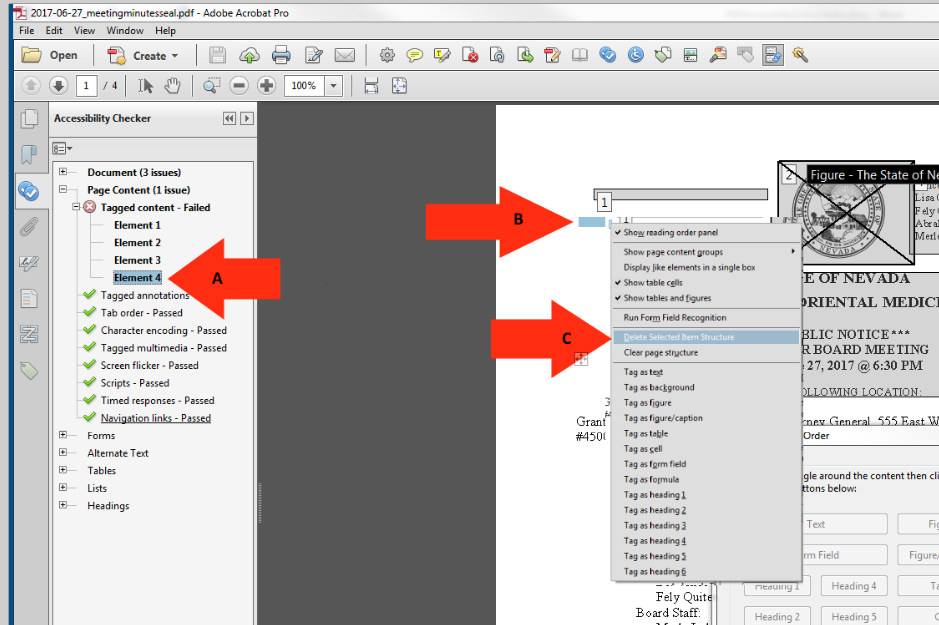 2017-06-27_meetingminutesseal.pdf - Adobe Acrobat Pro
File Edit View Window Help
Open Create
1 / 4 100%
Accessibility Checker
Document (3 issues)
Page Content (1 issue)
Tagged content - Failed
Element 1
Element 2
Element 3
Element 4
Tagged annotations
Tab order - Passed
Character encoding - Passed
Tagged multimedia - Passed
Screen flicker - Passed
Scripts - Passed
Timed responses - Passed
Navigation links - Passed
Forms
Alternate Text
Tables
Lists
Headings
A
B
C
1
1
2 Figure - The State of Ne
Lisa
Fely
Abra
Merle
E OF NEVADA
ORIENTAL MEDIC
BLIC NOTICE***
R BOARD MEETING
27, 2017 @ 6:30 PM
OLLOWING LOCATION:
Grant
rney General, 555 East W
#4500
Show reading order panel
Show page content groups
Display like elements in a single box
Show table cells
Show tables and figures
Run Form Field Recognition
Delete Selected Item Structure
Clear page structure
Tag as text
Tag as background
Tag as figure
Tag as figure/caption
Tag as table
Tag as cell
Tag as form field
Tag as formula
Tag as heading 1
Tag as heading 2
Tag as heading 3
Tag as heading 4
Tag as heading 5
Tag as heading 6
Order
gle around the content then cli
ttons below:
Text Fig
rm Field Figure/
Heading 1 Heading 4 Ta
Heading 2 Heading 5
Fely Quite
Board Staff: